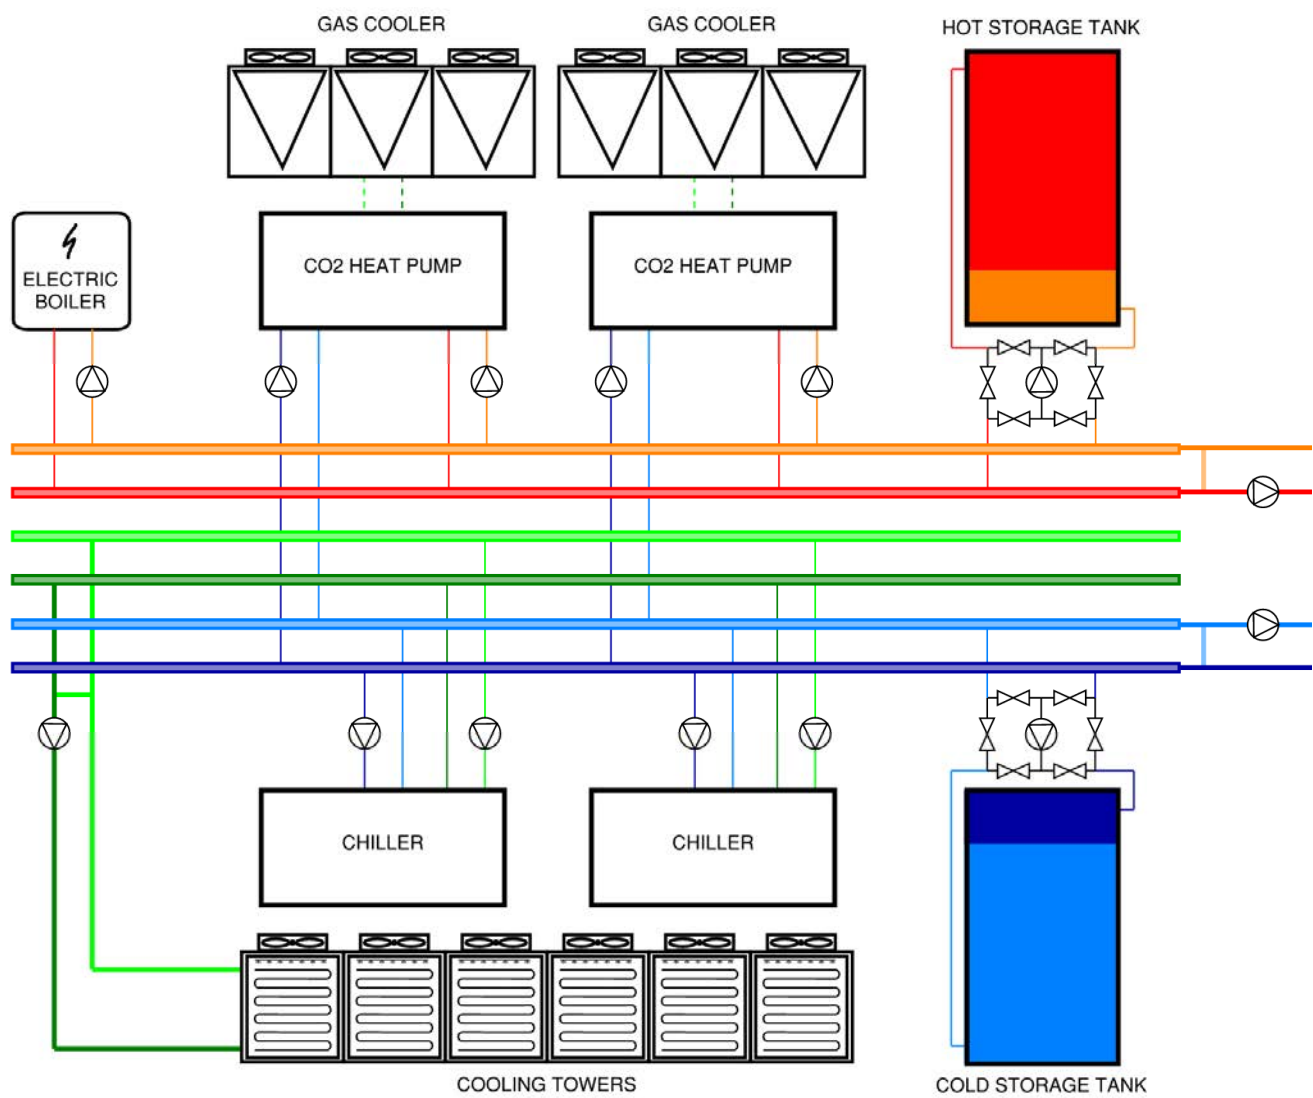 GAS COOLER
GAS COOLER
HOT STORAGE TANK
ELECTRIC
BOILER
CO2 HEAT PUMP
CO2 HEAT PUMP
CHILLER
CHILLER
COOLING TOWERS
COLD STORAGE TANK